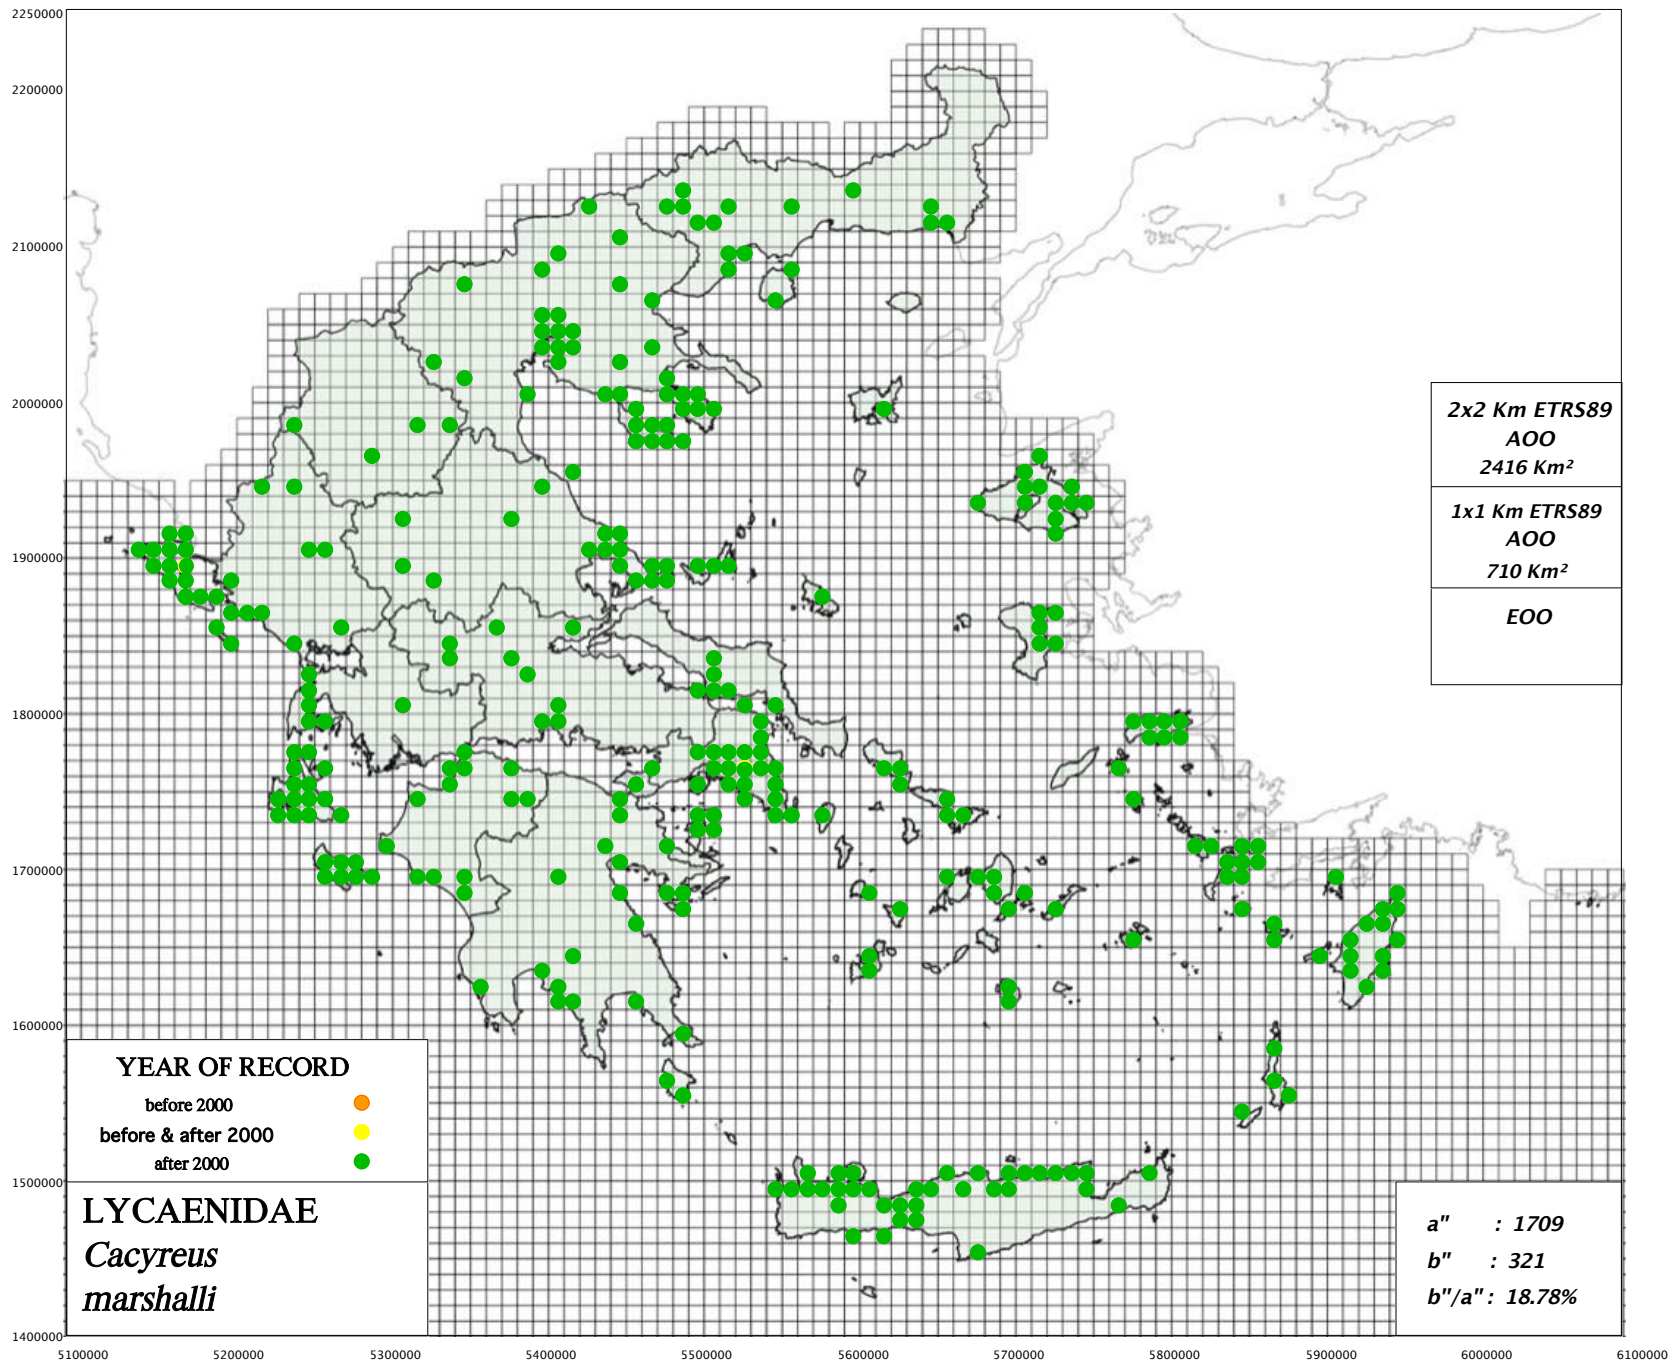 2250000
2200000
2100000
2000000
1900000
1800000
1700000
1600000
1500000
1400000
2x2 Km ETRS89
AOO
2416 Km²
1x1 Km ETRS89
AOO
710 Km²
EOO
YEAR OF RECORD
before 2000
before & after 2000
after 2000
LYCAENIDAE
Cacyreus
marshalli
a" : 1709
b" : 321
b"/a" : 18.78%
5100000 5200000 5300000 5400000 5500000 5600000 5700000 5800000 5900000 6000000 6100000